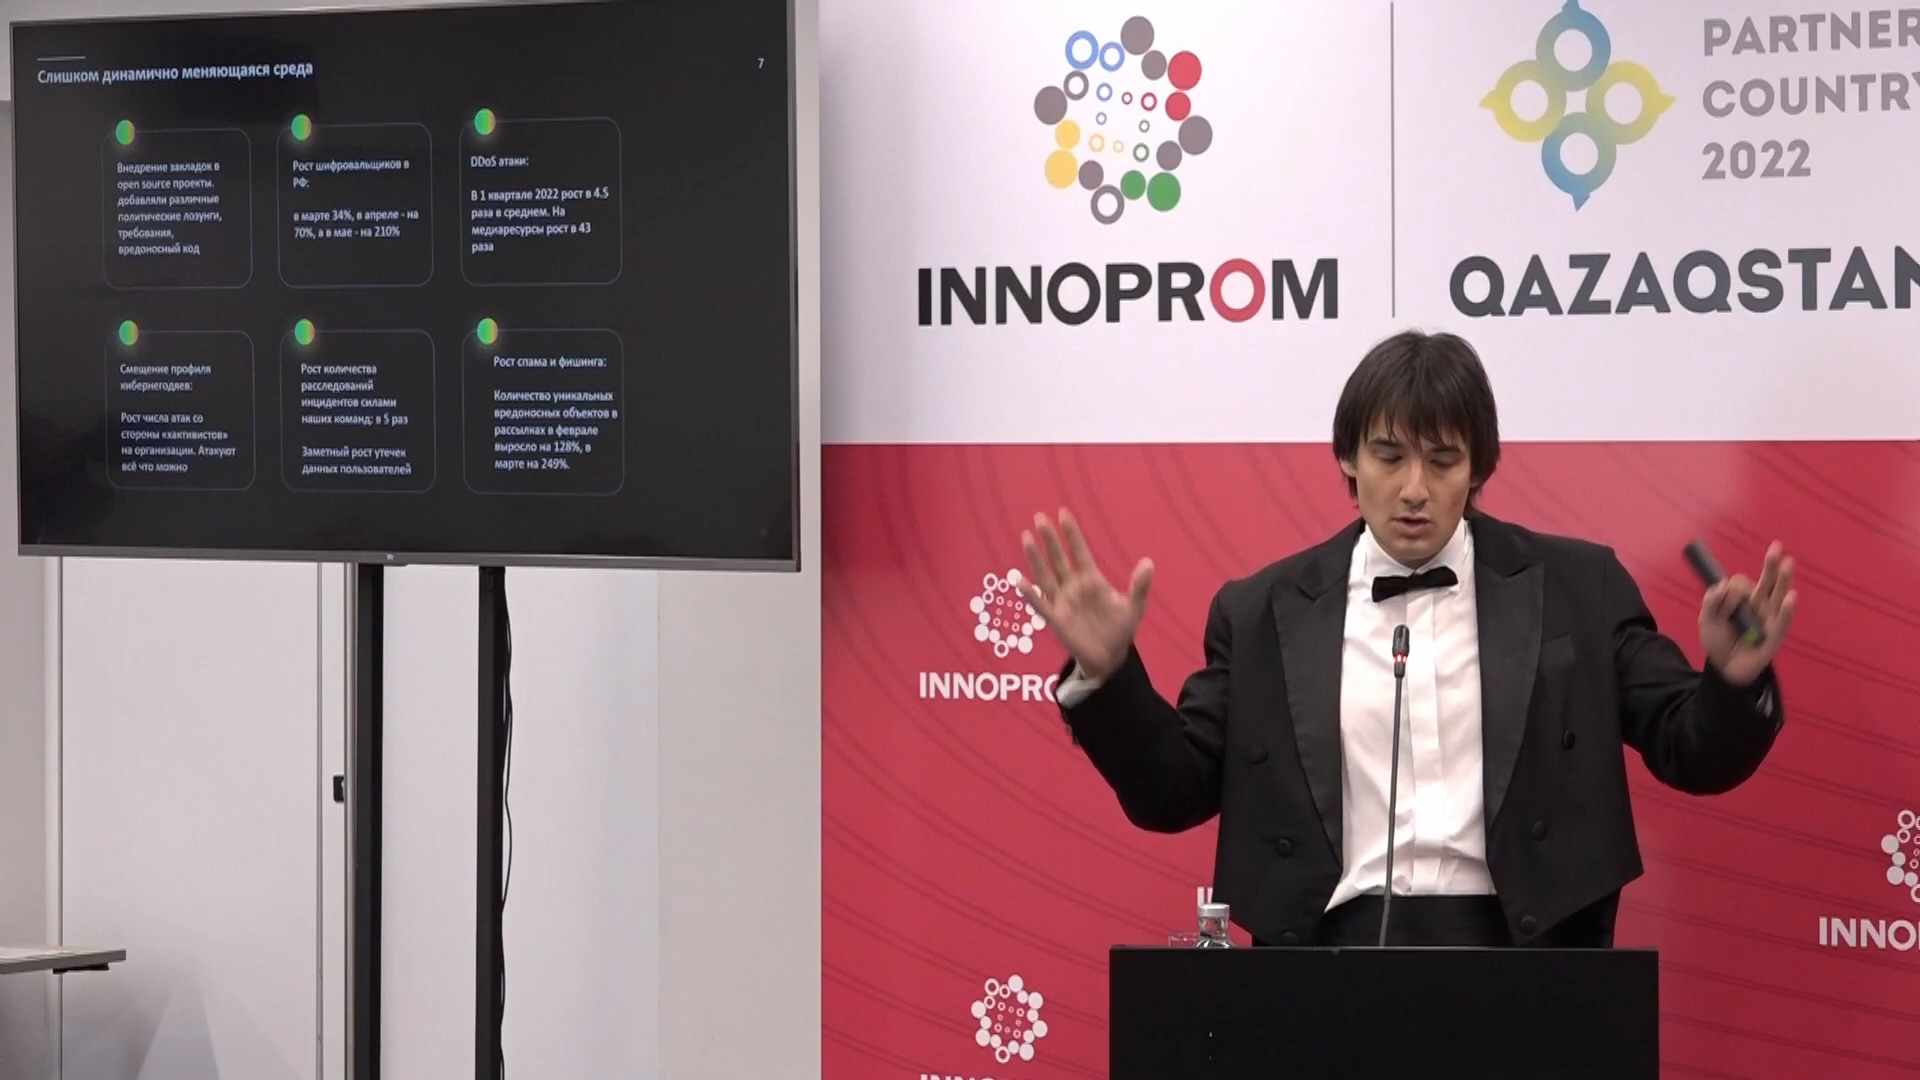 Слишком динамично меняющаяся среда
7
Внедрение закладок в
open source проекты.
добавляли различные
политические лозунги,
требования,
вредоносный код
Рост шифровальщиков в
РФ:
в марте 34%, в апреле - на
70%, а в мае - на 210%
DDoS атаки:
В 1 квартале 2022 рост в 4.5
раза в среднем. На
медиаресурсы рост в 43
раза
Смещение профиля
кибернегодяев:
Рост числа атак со
стороны «хактивистов»
на организации. Атакуют
всё что можно
Рост количества
расследований
инцидентов силами
наших команд: в 5 раз
Заметный рост утечек
данных пользователей
Рост спама и фишинга:
Количество уникальных
вредоносных объектов в
рассылках в феврале
выросло на 128%, в
марте на 249%.
INNOPROM
PARTNER
COUNTRY
2022
QAZAQSTAN
INNOPRO
INNO